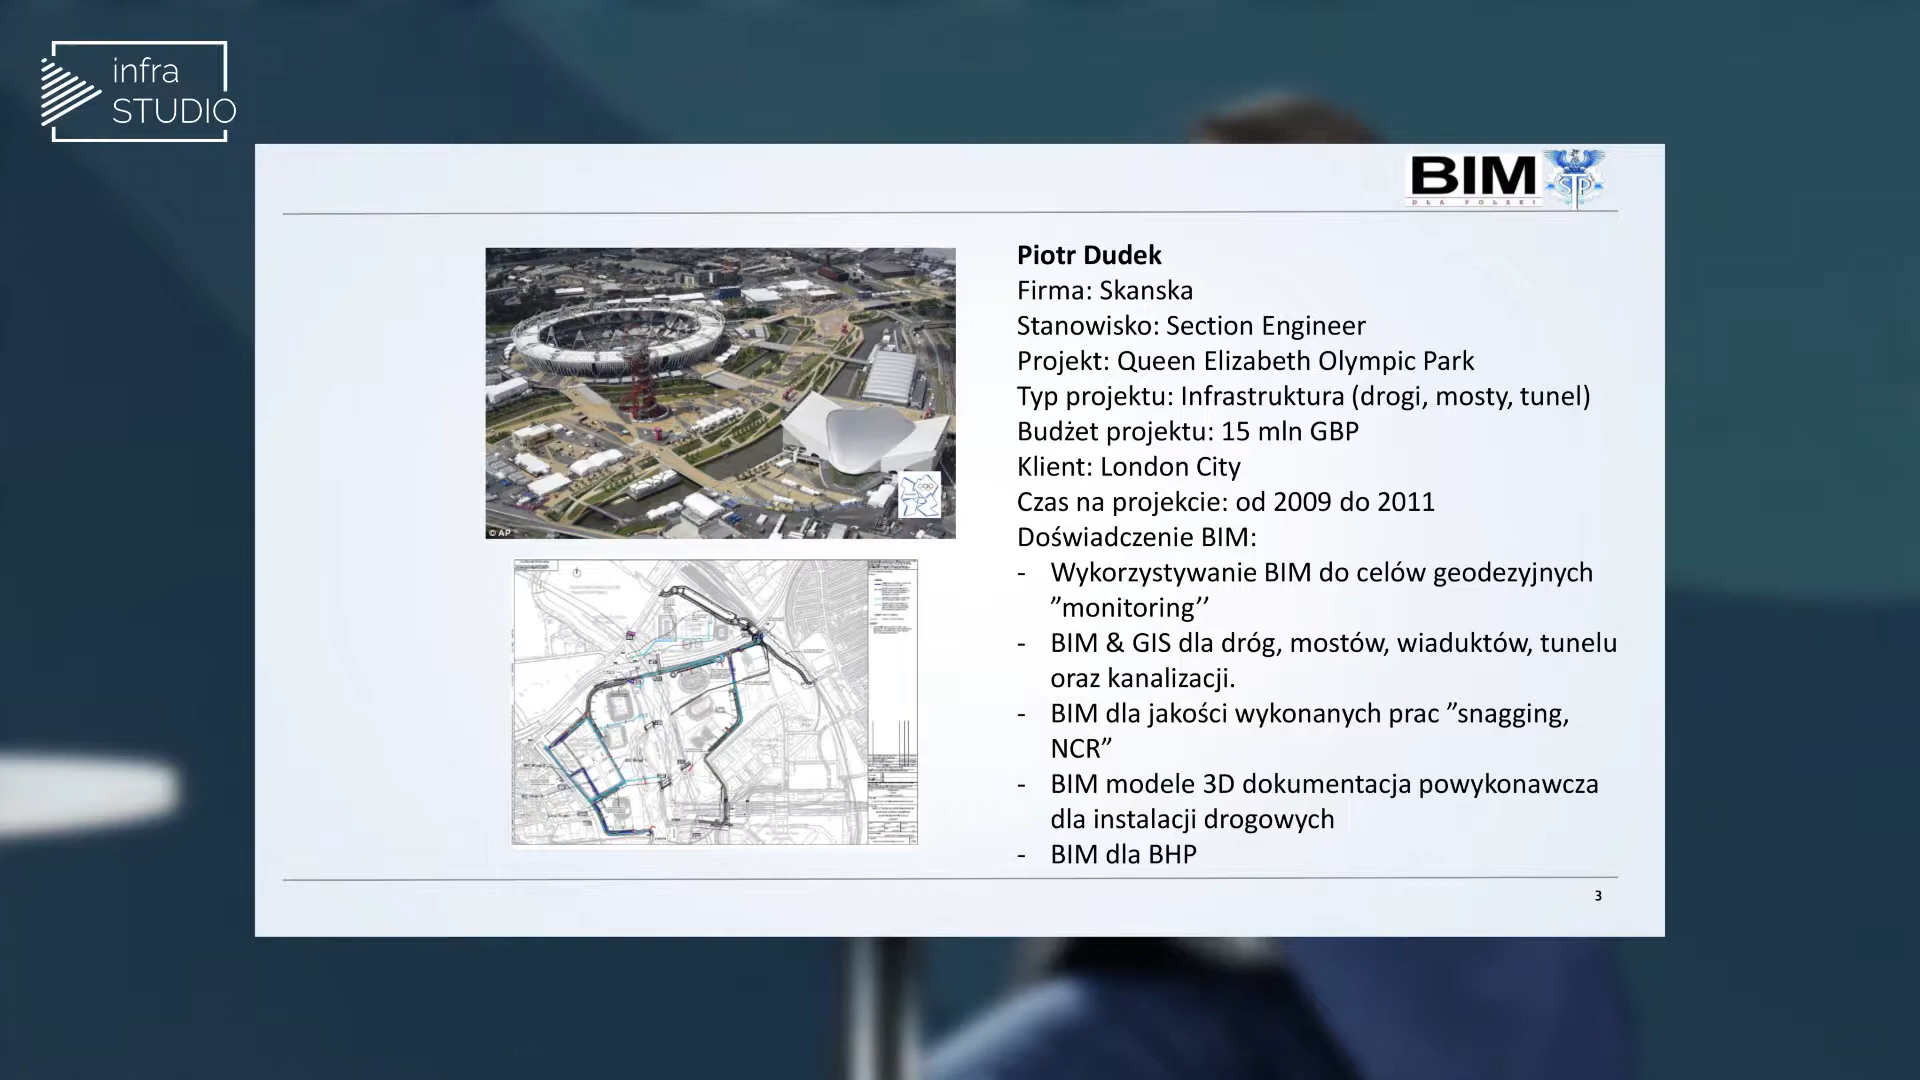 infra
STUDIO
BIM
DLA POLSKI
Piotr Dudek
Firma: Skanska
Stanowisko: Section Engineer
Projekt: Queen Elizabeth Olympic Park
Typ projektu: Infrastruktura (drogi, mosty, tunel)
Budżet projektu: 15 mln GBP
Klient: London City
Czas na projekcie: od 2009 do 2011
Doświadczenie BIM:
- Wykorzystywanie BIM do celów geodezyjnych
”monitoring’’
- BIM & GIS dla dróg, mostów, wiaduktów, tunelu
oraz kanalizacji.
- BIM dla jakości wykonanych prac ”snagging,
NCR”
- BIM modele 3D dokumentacja powykonawcza
dla instalacji drogowych
- BIM dla BHP
© AP
3